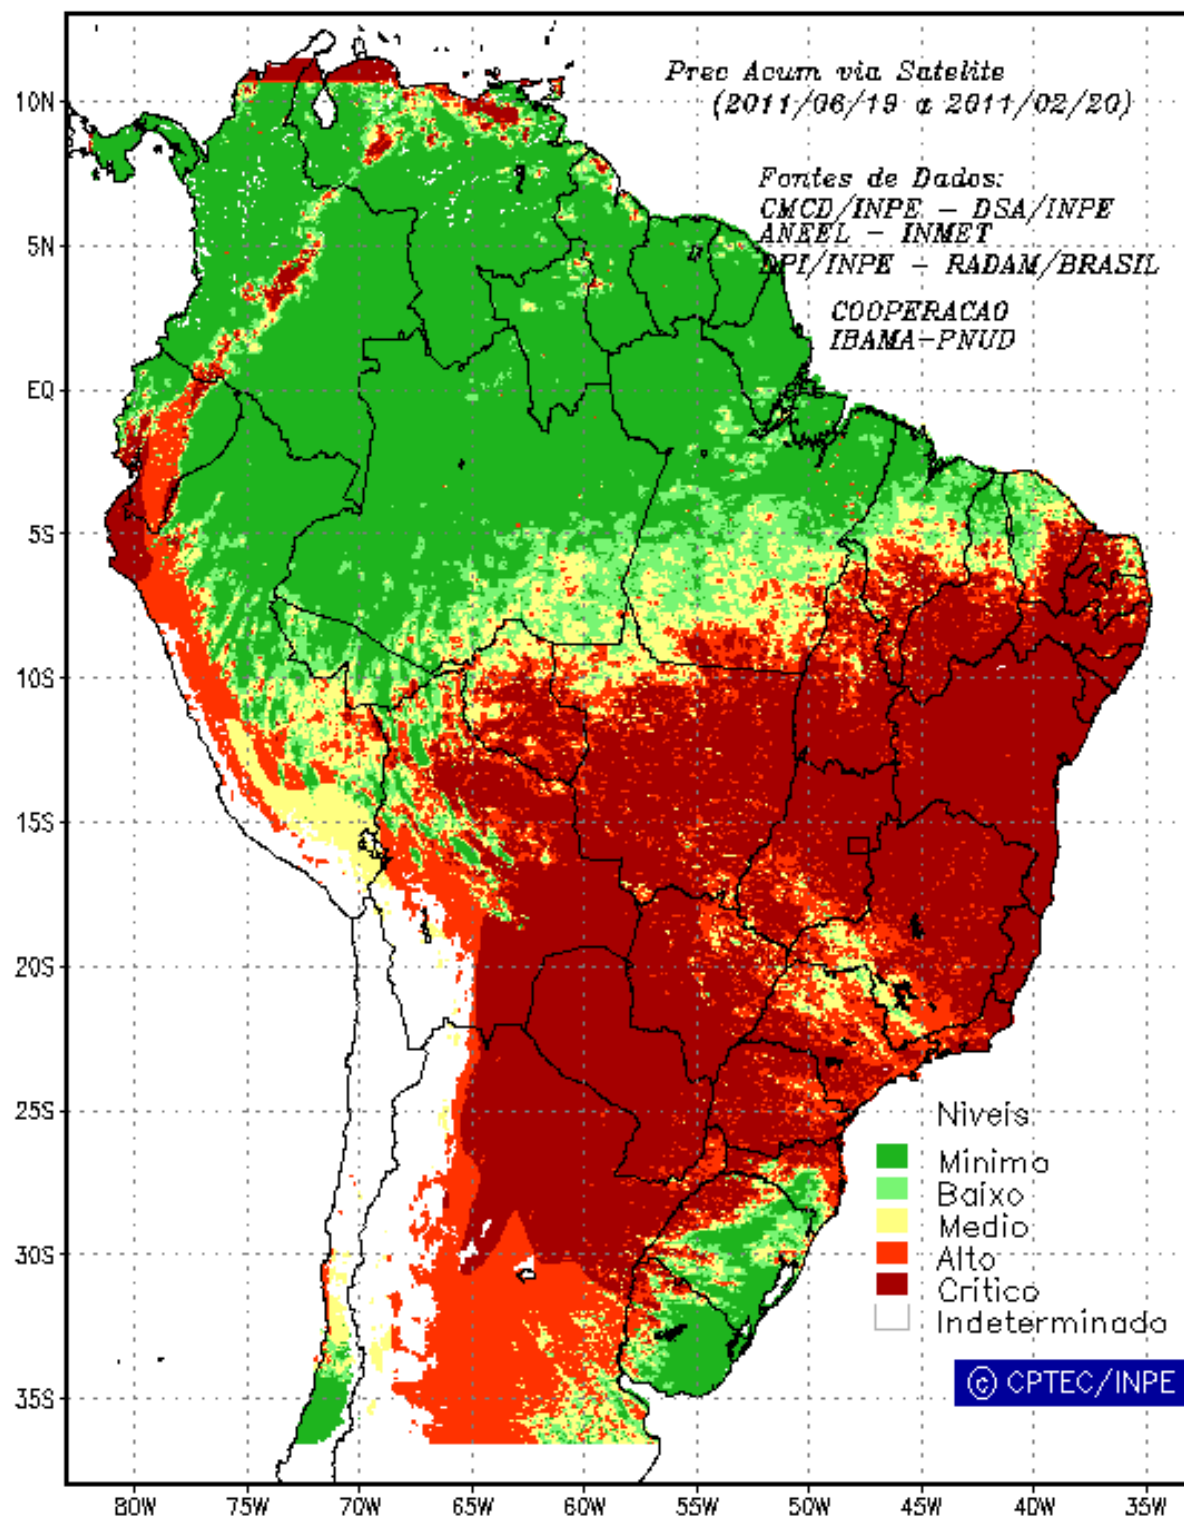 Prec Acum via Satelite
(2011/06/19 a 2011/02/20)
Fontes de Dados:
CMCD/INPE - DSA/INPE
ANEEL - INMET
DPI/INPE - RADAM/BRASIL
COOPERACAO
IBAMA-PNUD
10N
5N
EQ
5S
10S
15S
20S
25S
30S
35S
Niveis
Minimo
Baixo
Medio
Alto
Crítico
Indeterminado
© CPTEC/INPE
80W 75W 70W 65W 60W 55W 50W 45W 40W 35W